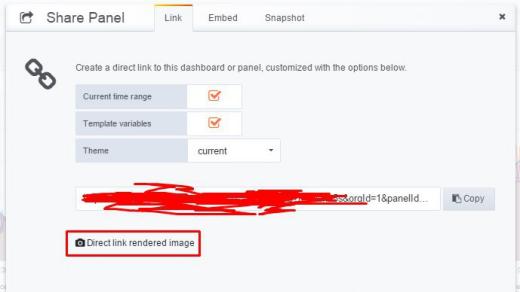 Share Panel Link Embed Snapshot
Create a direct link to this dashboard or panel, customized with the options below.
Current time range
Template variables
Theme current
s&orgId=1&panelId... Copy
Direct link rendered image